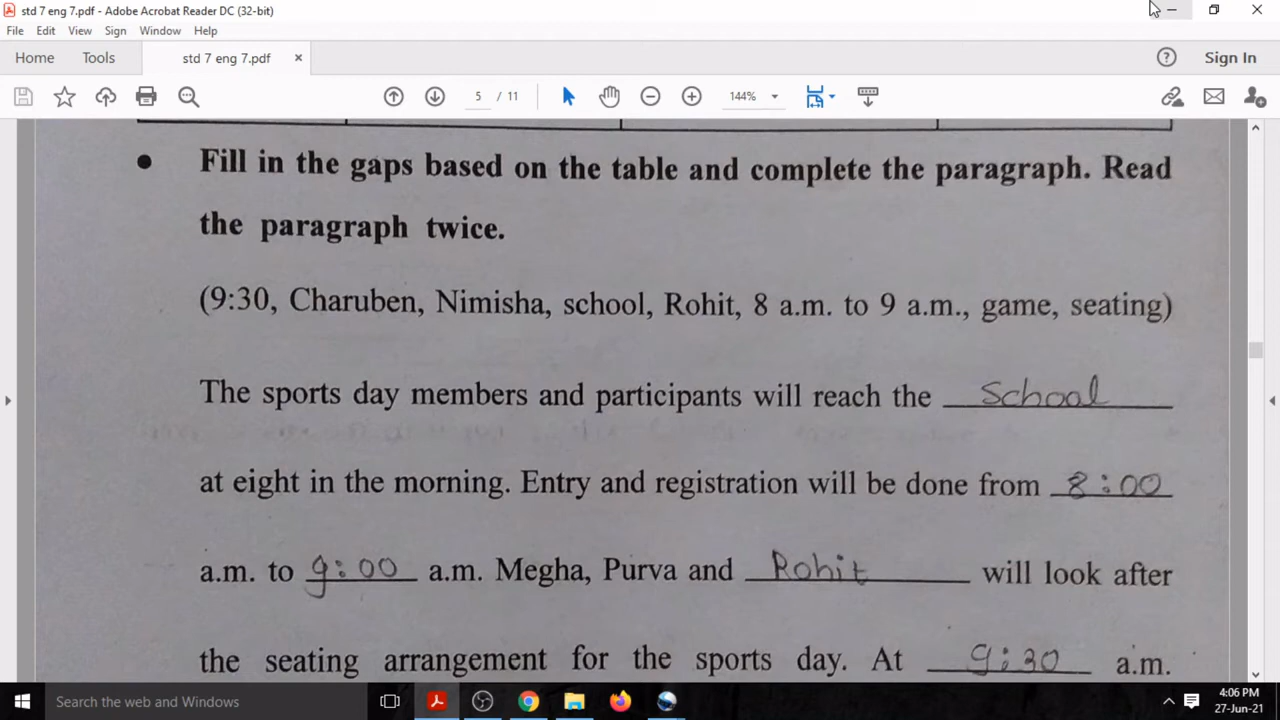 std 7 eng 7.pdf - Adobe Acrobat Reader DC (32-bit)
File Edit View Sign Window Help
Home Tools std 7 eng 7.pdf × Sign In
5 / 11 144%
• Fill in the gaps based on the table and complete the paragraph. Read
the paragraph twice.
(9:30, Charuben, Nimisha, school, Rohit, 8 a.m. to 9 a.m., game, seating)
The sports day members and participants will reach the School
at eight in the morning. Entry and registration will be done from 8:00
a.m. to 9:00 a.m. Megha, Purva and Rohit will look after
the seating arrangement for the sports day. At 9:30 a.m.
Search the web and Windows
4:06 PM
27-Jun-21